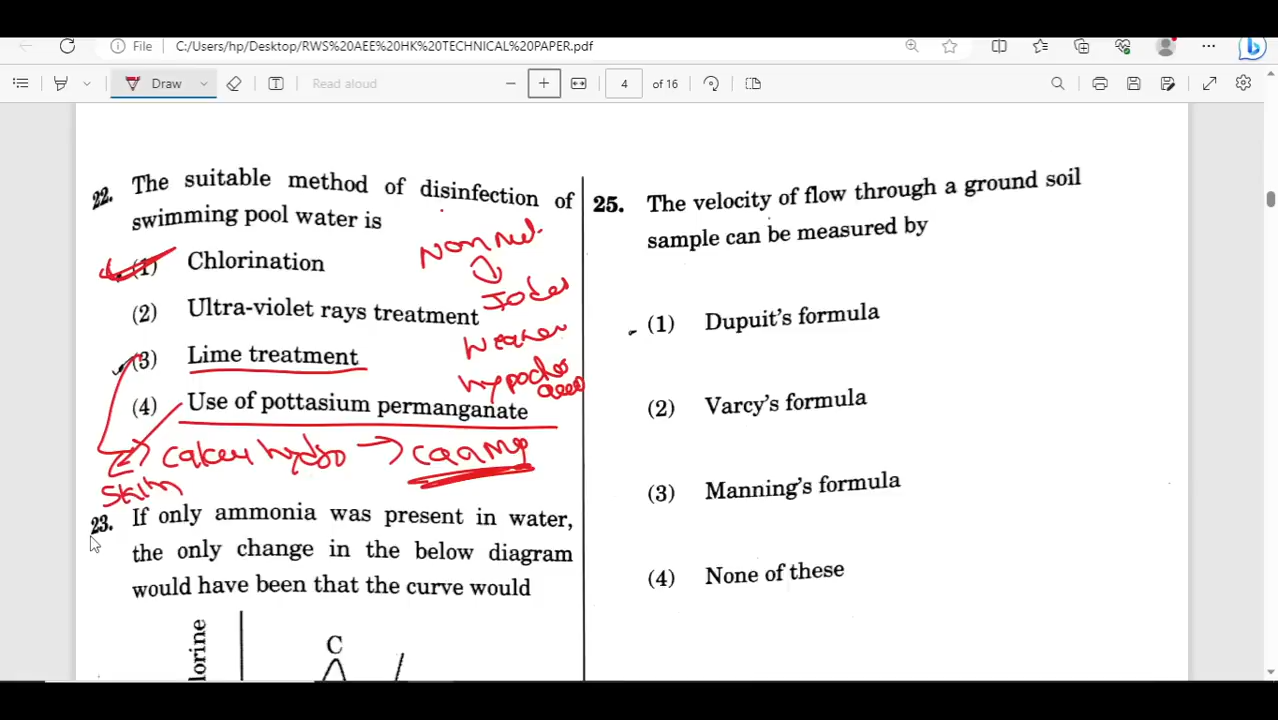 File C:/Users/hp/Desktop/RWS%20AEE%20HK%20TECHNICAL%20PAPER.pdf
Draw
Read aloud
4 of 16
22. The suitable method of disinfection of
swimming pool water is
(1) Chlorination
(2) Ultra-violet rays treatment
(3) Lime treatment
(4) Use of pottasium permanganate
23. If only ammonia was present in water,
the only change in the below diagram
would have been that the curve would
lorine
C
25. The velocity of flow through a ground soil
sample can be measured by
(1) Dupuit's formula
(2) Varcy's formula
(3) Manning's formula
(4) None of these